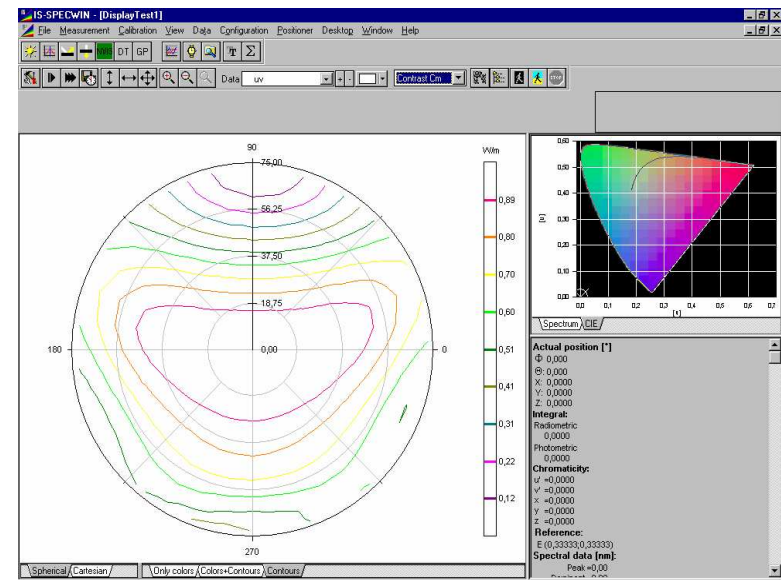 IS-SPECWIN - [DisplayTest1]
File Measurement Calibration View Data Configuration Positioner Desktop Window Help
DT GP T Σ
Data uv + - Contrast Cm STOP
90
75,00
56,25
37,50
18,75
180 0,00 0
270
W/m
0,89
0,80
0,70
0,60
0,51
0,41
0,31
0,22
0,12
Spherical Cartesian Only colors Colors+Contours Contours
0,60
0,40
0,30
0,20
0,10
0,00
0,0 0,1 0,2 0,3 0,4 0,5 0,6 0,7
Spectrum CIE
Actual position [°]
Φ 0,000
Θ: 0,000
X: 0,0000
Y: 0,0000
Z: 0,0000
Integral:
Radiometric
0,0000
Photometric
0,0000
Chromaticity:
u' =0,0000
v' =0,0000
x =0,0000
y =0,0000
z =0,0000
Reference:
E (0,33333;0,33333)
Spectral data [nm]:
Peak =0,00